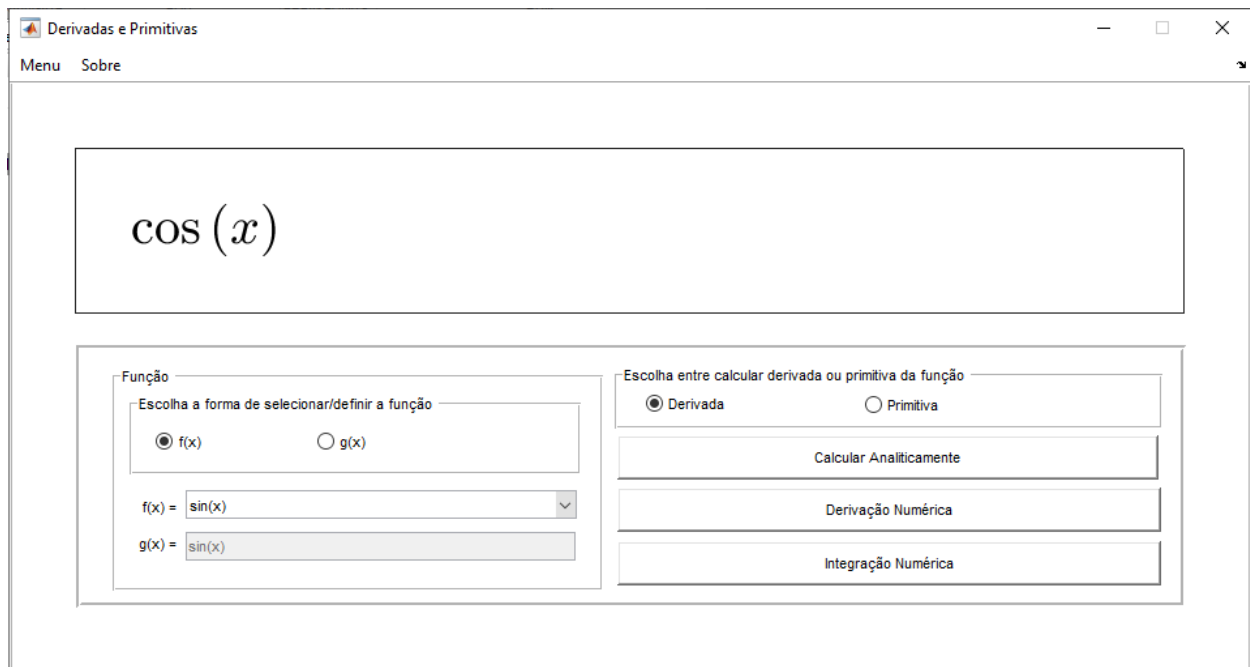 Derivadas e Primitivas
Menu Sobre
cos (x)
Função
Escolha a forma de selecionar/definir a função
f(x) g(x)
f(x) = sin(x)
g(x) = sin(x)
Escolha entre calcular derivada ou primitiva da função
Derivada Primitiva
Calcular Analiticamente
Derivação Numérica
Integração Numérica